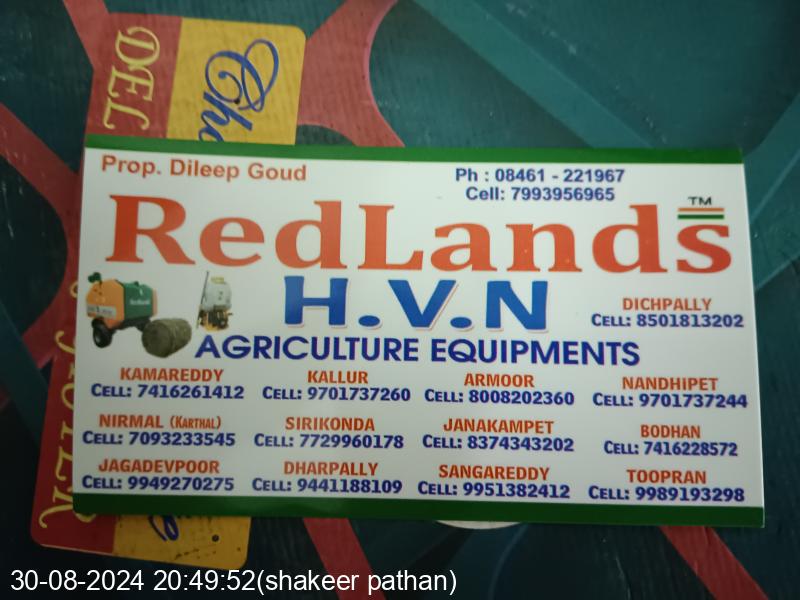 DEL
Cha
Prop. Dileep Goud
Ph : 08461 - 221967
Cell: 7993956965
RedLands TM
H.V.N
AGRICULTURE EQUIPMENTS
DICHPALLY
CELL: 8501813202
KAMAREDDY
CELL: 7416261412
KALLUR
CELL: 9701737260
ARMOOR
CELL: 8008202360
NANDHIPET
CELL: 9701737244
NIRMAL (KARTHAL)
CELL: 7093233545
SIRIKONDA
CELL: 7729960178
JANAKAMPET
CELL: 8374343202
BODHAN
CELL: 7416228572
JAGADEVPOOR
CELL: 9949270275
DHARPALLY
CELL: 9441188109
SANGAREDDY
CELL: 9951382412
TOOPRAN
CELL: 9989193298
30-08-2024 20:49:52(shakeer pathan)